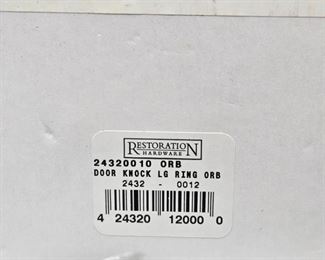 RESTORATION
HARDWARE
24320010 ORB
DOOR KNOCK LG RING ORB
2432 - 0012
4 24320 12000 0